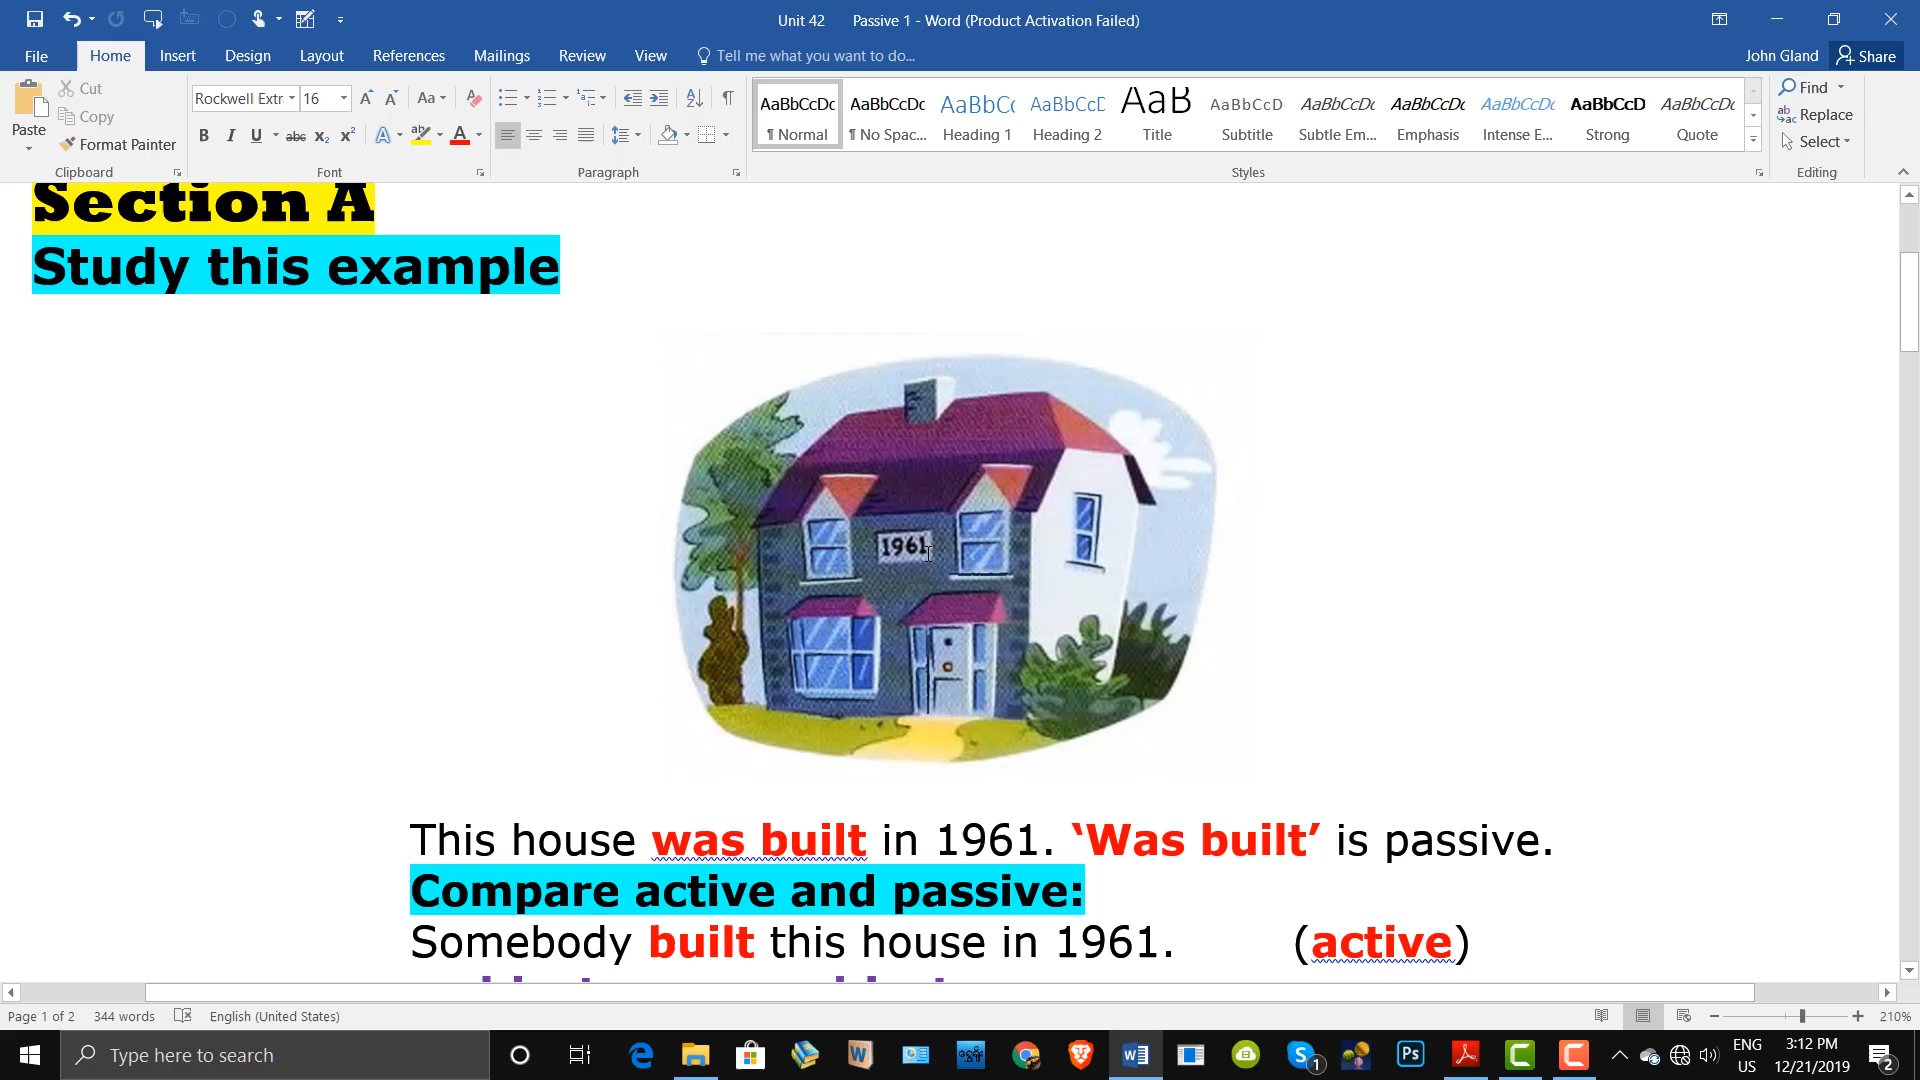 Unit 42 Passive 1 - Word (Product Activation Failed)
File Home Insert Design Layout References Mailings Review View Tell me what you want to do... John Gland Share
Paste
Cut
Copy
Format Painter
Clipboard
Rockwell Extr 16
Font
Paragraph
AaBbCcDc AaBbCcDc AaBbCc AaBbCcD AaB AaBbCcD AaBbCcDc AaBbCcDc AaBbCcDc AaBbCcD AaBbCcDc
¶ Normal ¶ No Spac... Heading 1 Heading 2 Title Subtitle Subtle Em... Emphasis Intense E... Strong Quote
Styles
Find
Replace
Select
Editing
Section A
Study this example
1961
This house was built in 1961. ‘Was built’ is passive.
Compare active and passive:
Somebody built this house in 1961. (active)
Page 1 of 2 344 words English (United States) 210%
Type here to search
ENG
US
3:12 PM
12/21/2019
2